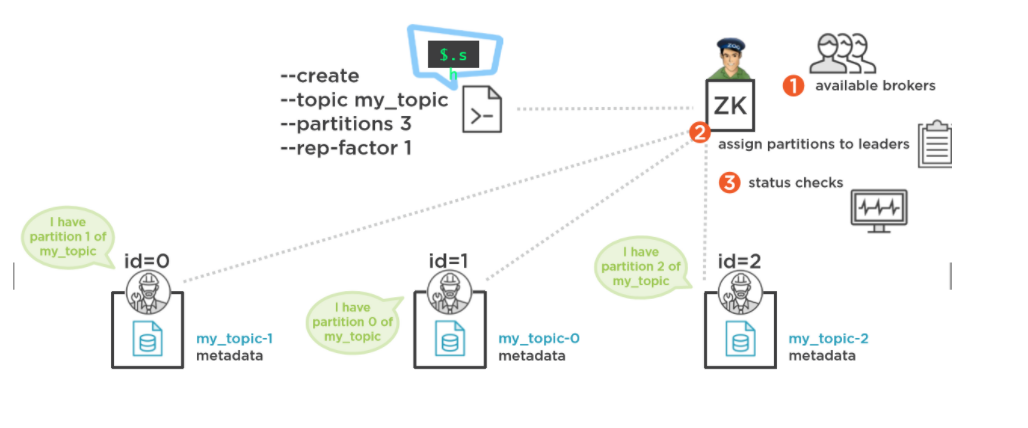 $.s
h
--create
--topic my_topic
--partitions 3
--rep-factor 1
>-
ZK
1 available brokers
2 assign partitions to leaders
3 status checks
I have
partition 1 of
my_topic
id=0
my_topic-1
metadata
id=1
I have
partition 0 of
my_topic
my_topic-0
metadata
I have
partition 2 of
my_topic
id=2
my_topic-2
metadata